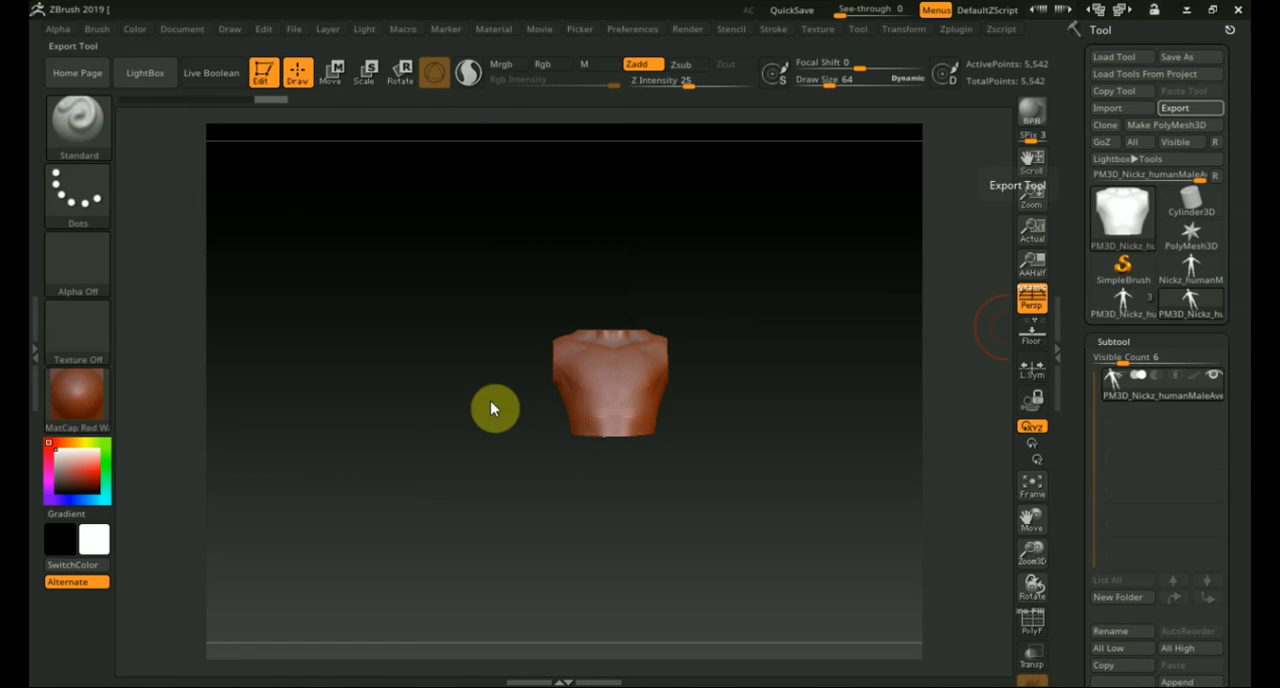 ZBrush 2019 [
AC QuickSave See-through 0 Menus DefaultZScript
Alpha Brush Color Document Draw Edit File Layer Light Macro Marker Material Movie Picker Preferences Render Stencil Stroke Texture Tool Transform Zplugin Zscript
Export Tool
Home Page LightBox Live Boolean Edit Draw Move Scale Rotate
Mrgb Rgb M Zadd Zsub Zcut
Rgb Intensity Z Intensity 25
Focal Shift 0
Draw Size 64 Dynamic
ActivePoints: 5,542
TotalPoints: 5,542
Standard
Dots
Alpha Off
Texture Off
MatCap Red Wa
Gradient
SwitchColor
Alternate
BPR
SPix 3
Scroll
Export Tool
Zoom
Actual
AAHalf
Persp
Floor
L.Sym
XYZ
Frame
Move
Zoom3D
Rotate
PolyF
Transp
Tool
Load Tool Save As
Load Tools From Project
Copy Tool Paste Tool
Import Export
Clone Make PolyMesh3D
GoZ All Visible R
Lightbox▶Tools
PM3D_Nickz_humanMaleAv R
PM3D_Nickz_hu
Cylinder3D
PolyMesh3D
SimpleBrush Nickz_humanM
3
PM3D_Nickz_hu PM3D_Nickz_hu
Subtool
Visible Count 6
PM3D_Nickz_humanMaleAve
List All
New Folder
Rename AutoReorder
All Low All High
Copy Paste
Append